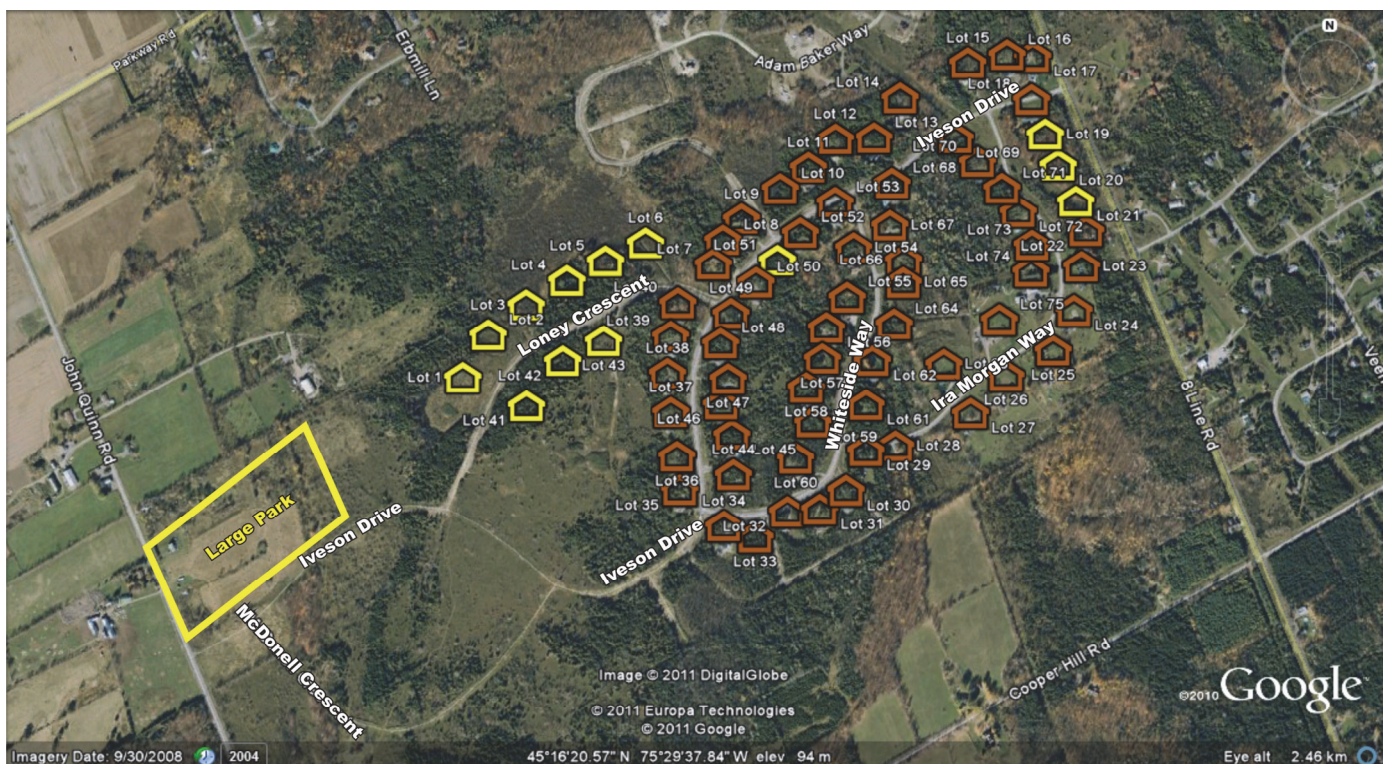 Parkway Rd
Erbmill Ln
Adam Baker Way
N
Lot 15
Lot 16
Lot 17
Lot 18
Iveson Drive
Lot 14
Lot 12
Lot 13
Lot 19
Lot 11
Lot 70
Lot 69
Lot 68
Lot 71
Lot 10
Lot 20
Lot 9
Lot 53
Lot 21
Lot 6
Lot 8
Lot 52
Lot 67
Lot 73
Lot 72
Lot 5
Lot 7
Lot 51
Lot 54
Lot 22
Lot 4
Lot 50
Lot 66
Lot 74
Lot 23
Lot 55
Lot 65
Loney Crescent
Lot 49
Lot 3
Lot 2
Lot 39
Lot 64
Lot 75
Lot 24
Lot 48
Lot 38
Lot 56
Whiteside Way
Ira Morgan Way
Lot 1
Lot 42
Lot 43
Lot 37
Lot 57
Lot 62
Lot 25
8 Line Rd
John Quinn Rd
Lot 41
Lot 46
Lot 47
Lot 58
Lot 61
Lot 26
Lot 27
Lot 44
Lot 45
Lot 59
Lot 28
Lot 29
Lot 36
Lot 60
Lot 35
Lot 34
Lot 30
Lot 32
Lot 31
Lot 33
Large Park
Iveson Drive
Iveson Drive
McDonell Crescent
Cooper Hill Rd
Image © 2011 DigitalGlobe
© 2011 Europa Technologies
© 2011 Google
©2010 Google
Imagery Date: 9/30/2008
2004
45°16'20.57" N 75°29'37.84" W elev 94 m
Eye alt 2.46 km